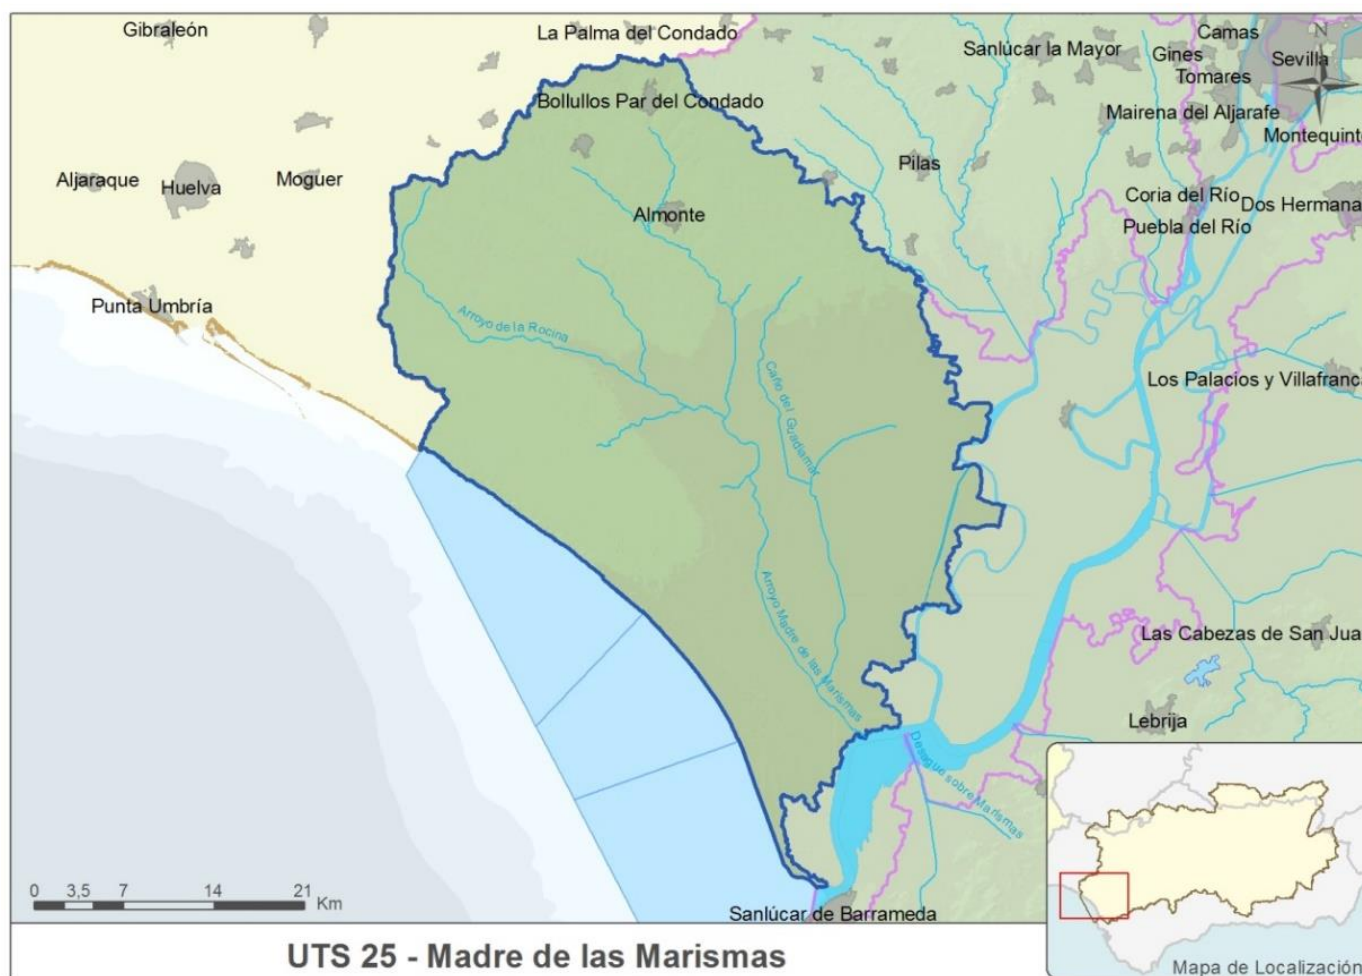 Gibraleón
La Palma del Condado
Camas
N
Sanlúcar la Mayor
Gines
Sevilla
Tomares
Bollullos Par del Condado
Mairena del Aljarafe
Montequinto
Pilas
Aljaraque
Huelva
Moguer
Coria del Río
Dos Hermana
Almonte
Puebla del Río
Punta Umbría
Arroyo de la Rocina
Caño del Guadiamar
Los Palacios y Villafranca
Arroyo Madre de las Marismas
Las Cabezas de San Jua
Lebrija
Desagüe sobre Marismas
0 3,5 7 14 21
Km
Sanlúcar de Barrameda
UTS 25 - Madre de las Marismas
Mapa de Localización